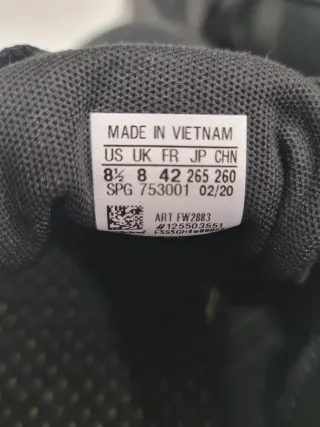 MADE IN VIETNAM
US UK FR JP CHN
8½ 8 42 265 260
SPG 753001 02/20
ART FW2883
#125503551